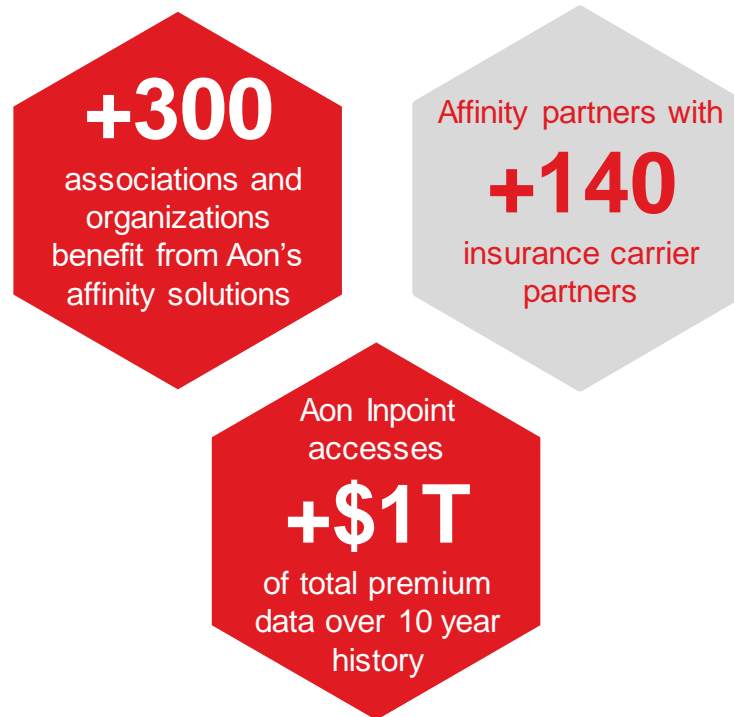 +300
associations and
organizations
benefit from Aon's
affinity solutions
Affinity partners with
+140
insurance carrier
partners
Aon Inpoint
accesses
+$1T
of total premium
data over 10 year
history